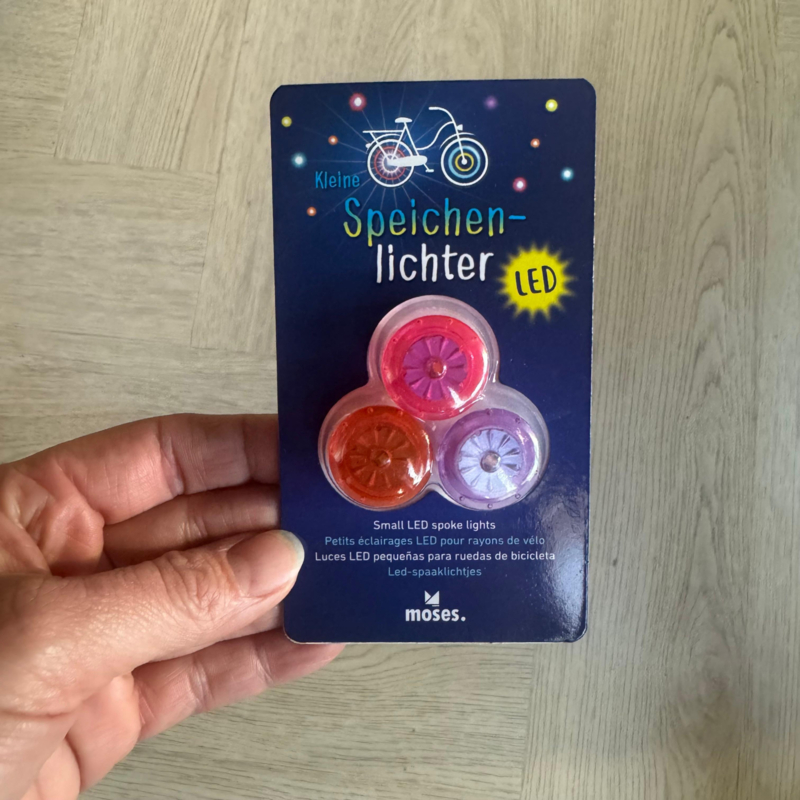 Kleine
Speichen-
lichter
LED
Small LED spoke lights
Petits éclairages LED pour rayons de vélo
Luces LED pequeñas para ruedas de bicicleta
Led-spaaklichtjes
moses.